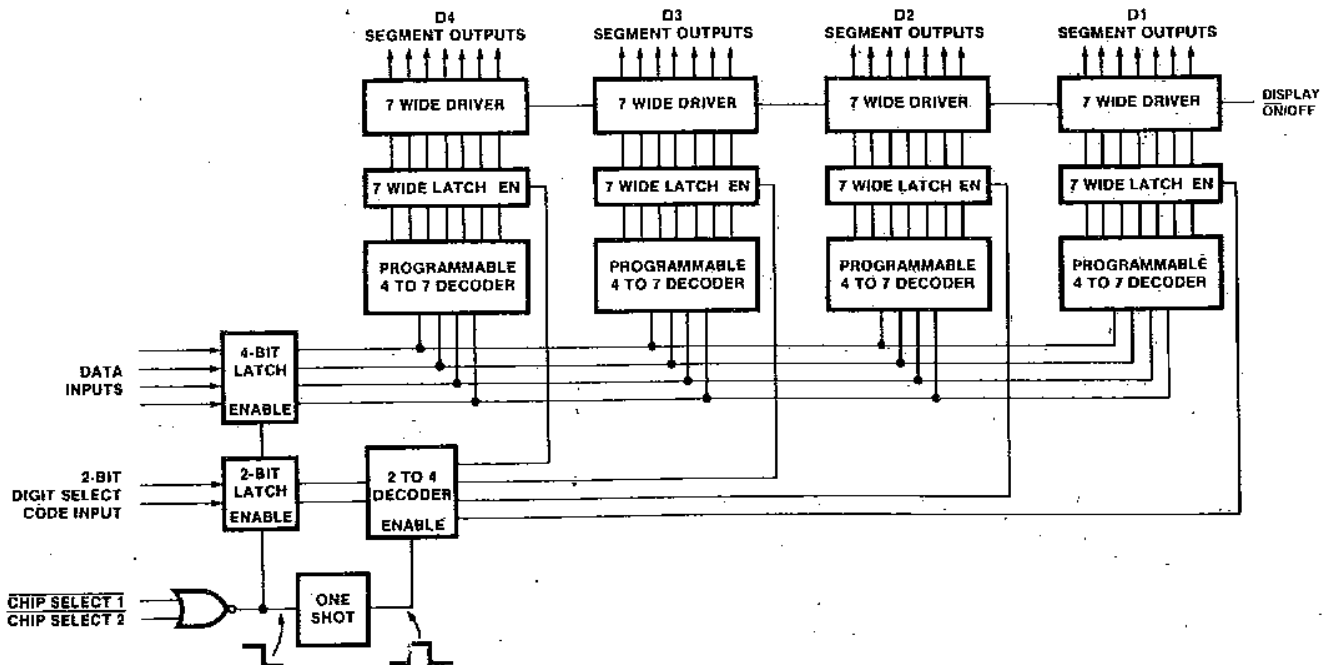 D4
SEGMENT OUTPUTS
D3
SEGMENT OUTPUTS
D2
SEGMENT OUTPUTS
D1
SEGMENT OUTPUTS
7 WIDE DRIVER
7 WIDE DRIVER
7 WIDE DRIVER
7 WIDE DRIVER
DISPLAY
ON/OFF
7 WIDE LATCH EN
7 WIDE LATCH EN
7 WIDE LATCH EN
7 WIDE LATCH EN
PROGRAMMABLE
4 TO 7 DECODER
PROGRAMMABLE
4 TO 7 DECODER
PROGRAMMABLE
4 TO 7 DECODER
PROGRAMMABLE
4 TO 7 DECODER
DATA
INPUTS
4-BIT
LATCH
ENABLE
2-BIT
DIGIT SELECT
CODE INPUT
2-BIT
LATCH
ENABLE
2 TO 4
DECODER
ENABLE
CHIP SELECT 1
CHIP SELECT 2
ONE
SHOT